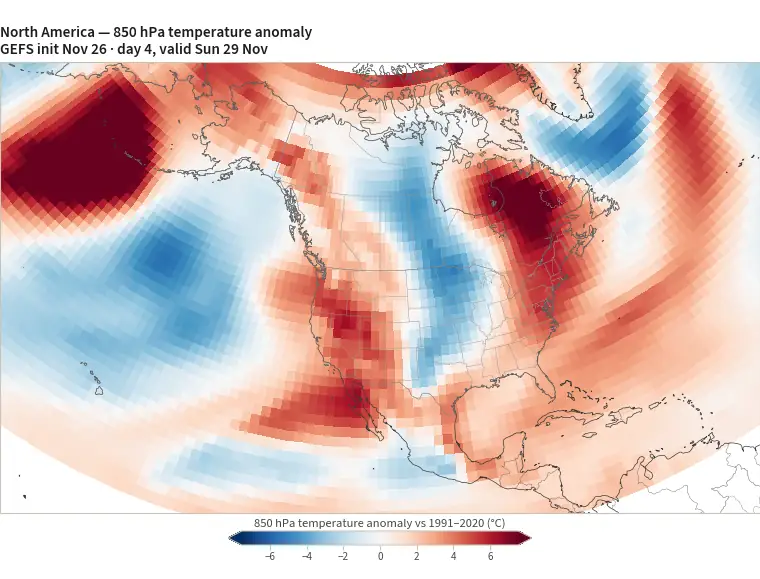 North America — 850 hPa temperature anomaly
GEFS init Nov 26 · day 4, valid Sun 29 Nov
850 hPa temperature anomaly vs 1991–2020 (°C)
−6 −4 −2 0 2 4 6